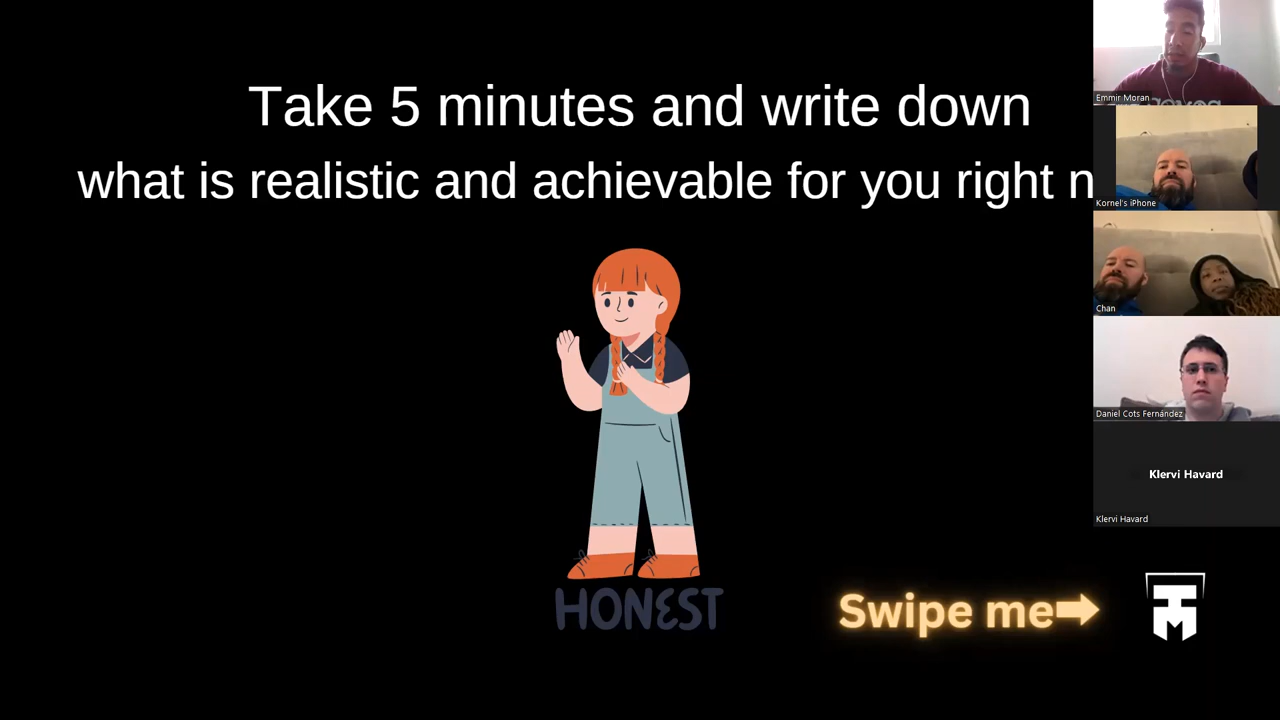 Take 5 minutes and write down
what is realistic and achievable for you right n
HONEST
Swipe me
Emmir Moran
Kornel's iPhone
Chan
Daniel Cots Fernández
Klervi Havard
Klervi Havard